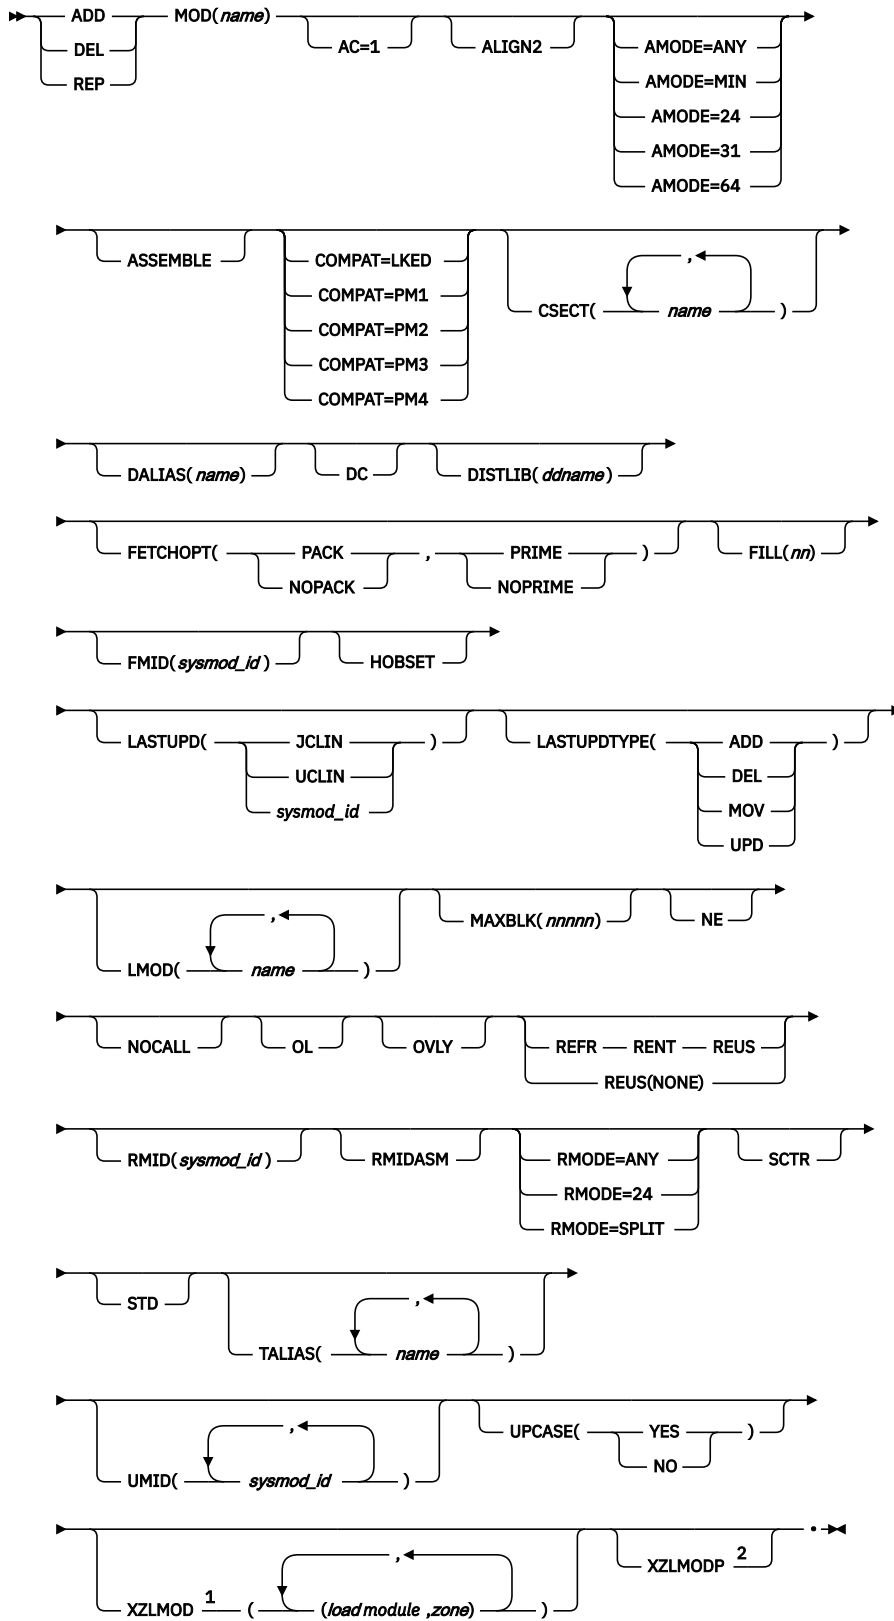 ADD MOD(name)
DEL AC=1 ALIGN2 AMODE=ANY
REP AMODE=MIN
AMODE=24
AMODE=31
AMODE=64
ASSEMBLE COMPAT=LKED ,
COMPAT=PM1 CSECT( name )
COMPAT=PM2
COMPAT=PM3
COMPAT=PM4
DALIAS(name) DC DISTLIB(ddname)
FETCHOPT( PACK , PRIME ) FILL(nn)
NOPACK NOPRIME
FMID(sysmod_id) HOBSET
LASTUPD( JCLIN ) LASTUPDTYPE( ADD )
UCLIN DEL
sysmod_id MOV
UPD
, MAXBLK(nnnnn) NE
LMOD( name )
NOCALL OL OVLY REFR RENT REUS
REUS(NONE)
RMID(sysmod_id) RMIDASM RMODE=ANY SCTR
RMODE=24
RMODE=SPLIT
STD ,
TALIAS( name )
, UPCASE( YES )
UMID( sysmod_id ) NO
, XZLMODP 2 .
XZLMOD 1 ( (load module ,zone) )